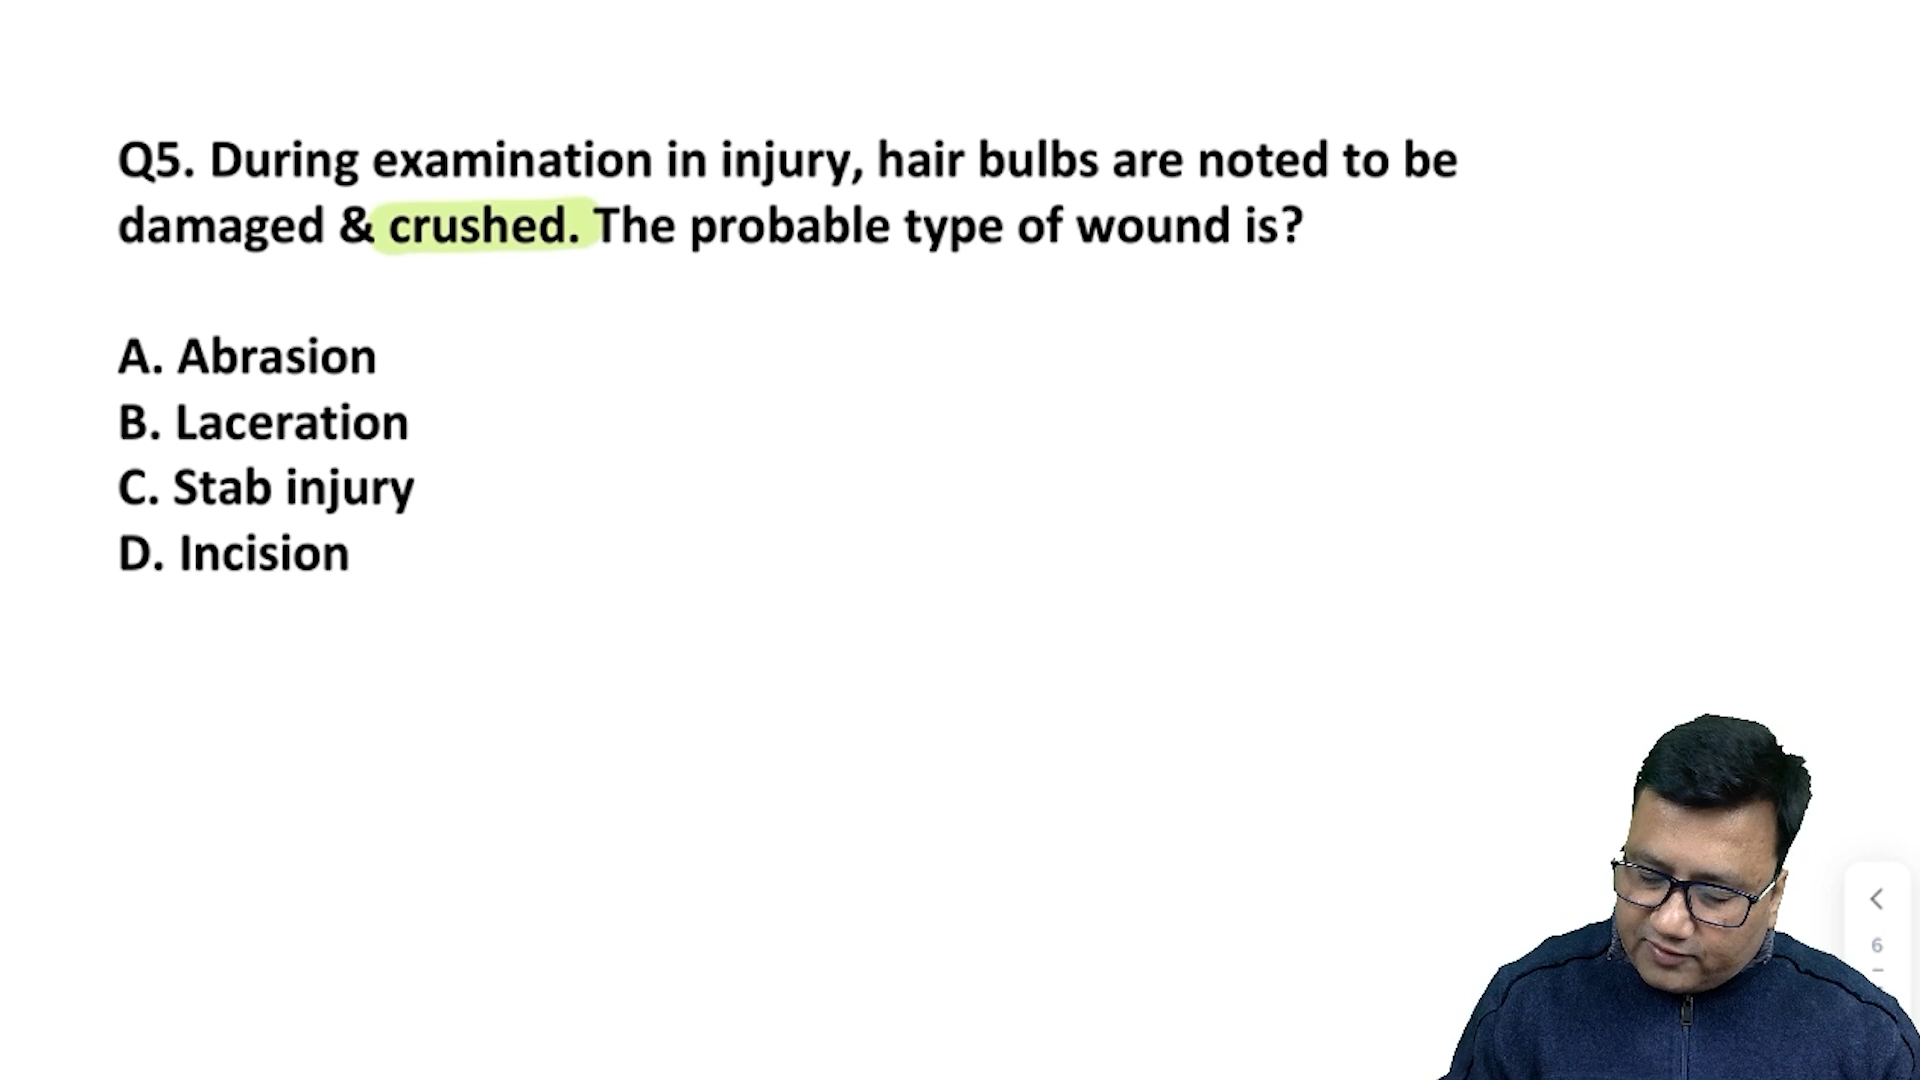 Q5. During examination in injury, hair bulbs are noted to be
damaged & crushed. The probable type of wound is?
A. Abrasion
B. Laceration
C. Stab injury
D. Incision
6